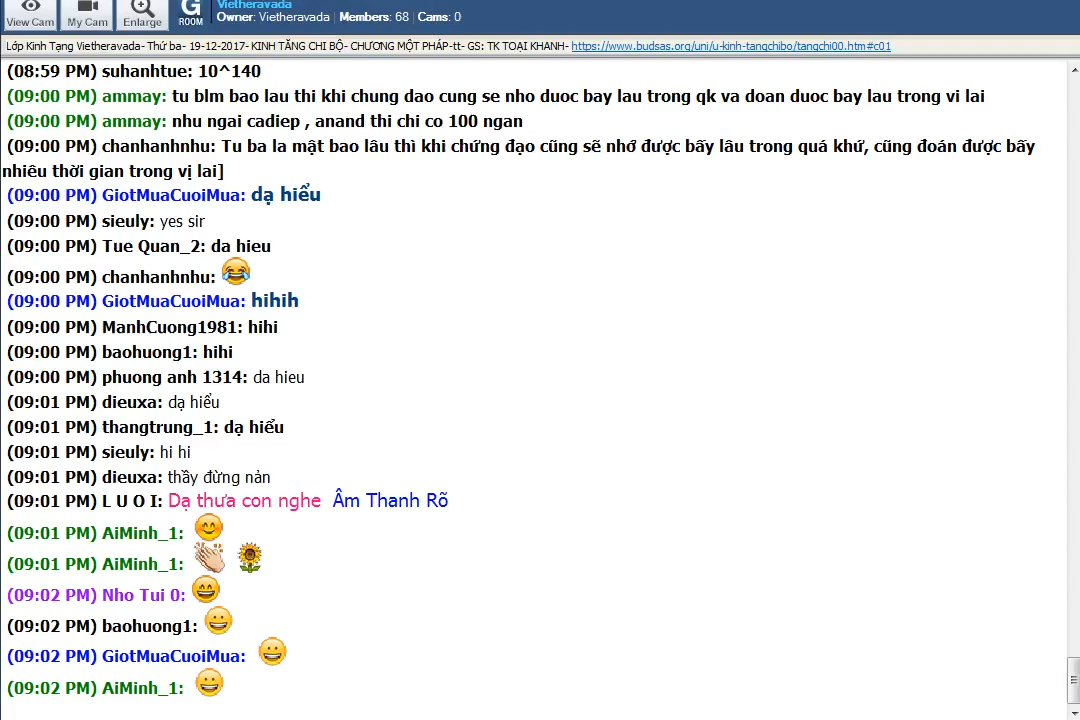 Vietheravada
View Cam
My Cam
Enlarge
G
ROOM
Owner: Vietheravada | Members: 68 | Cams: 0
Lớp Kinh Tạng Vietheravada- Thứ ba- 19-12-2017- KINH TĂNG CHI BỘ- CHƯƠNG MỘT PHÁP-tt- GS: TK TOẠI KHANH- https://www.budsas.org/uni/u-kinh-tangchibo/tangchi00.htm#c01
(08:59 PM) suhanhtue: 10^140
(09:00 PM) ammay: tu blm bao lau thi khi chung dao cung se nho duoc bay lau trong qk va doan duoc bay lau trong vi lai
(09:00 PM) ammay: nhu ngai cadiep , anand thi chi co 100 ngan
(09:00 PM) chanhanhnhu: Tu ba la mật bao lâu thì khi chứng đạo cũng sẽ nhớ được bấy lâu trong quá khứ, cũng đoán được bấy
nhiêu thời gian trong vị lai]
(09:00 PM) GiotMuaCuoiMua: dạ hiểu
(09:00 PM) sieuly: yes sir
(09:00 PM) Tue Quan_2: da hieu
(09:00 PM) chanhanhnhu: 😂
(09:00 PM) GiotMuaCuoiMua: hihih
(09:00 PM) ManhCuong1981: hihi
(09:00 PM) baohuong1: hihi
(09:00 PM) phuong anh 1314: da hieu
(09:01 PM) dieuxa: dạ hiểu
(09:01 PM) thangtrung_1: dạ hiểu
(09:01 PM) sieuly: hi hi
(09:01 PM) dieuxa: thầy đừng nản
(09:01 PM) L U O I: Dạ thưa con nghe Âm Thanh Rõ
(09:01 PM) AiMinh_1: 😊
(09:01 PM) AiMinh_1: 👏 🌻
(09:02 PM) Nho Tui 0: 😄
(09:02 PM) baohuong1: 😀
(09:02 PM) GiotMuaCuoiMua: 😀
(09:02 PM) AiMinh_1: 😀